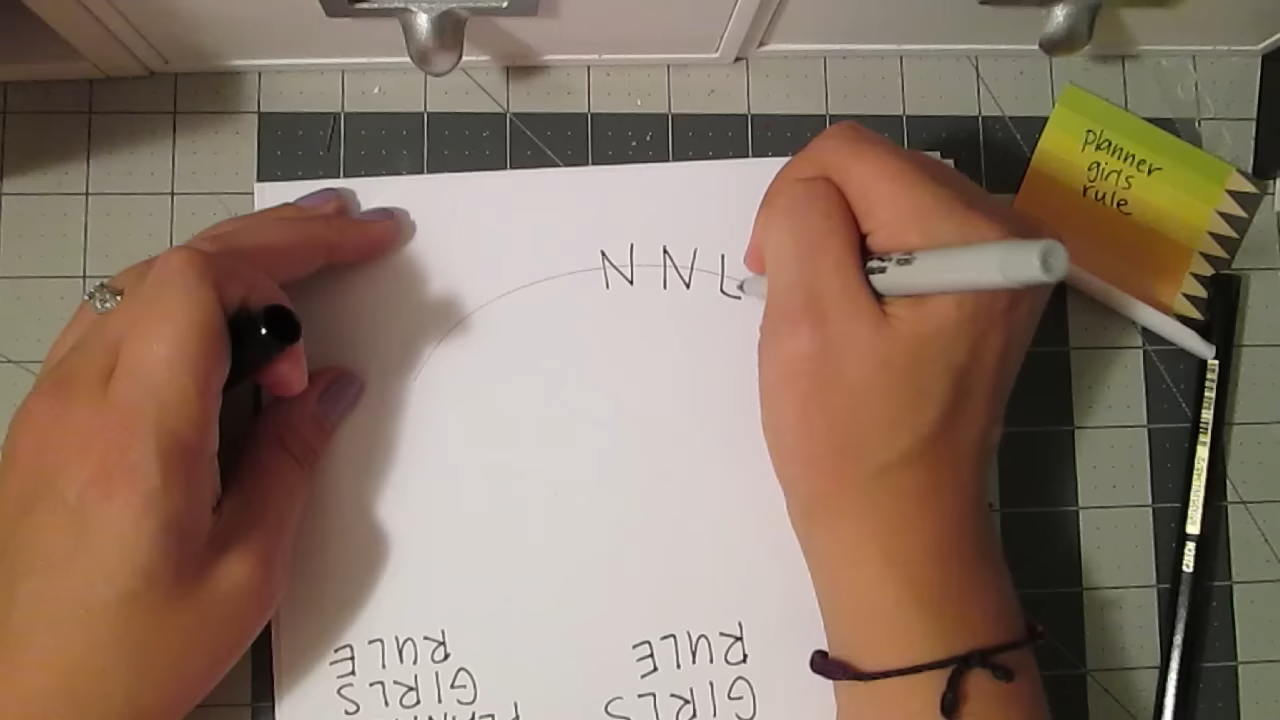 planner
girls
rule
N N L
GIRLS
RULE
GIRLS
RULE